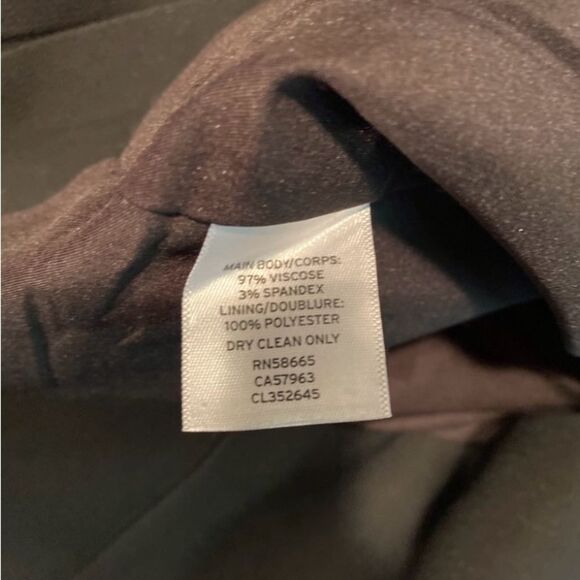 MAIN BODY/CORPS:
97% VISCOSE
3% SPANDEX
LINING/DOUBLURE:
100% POLYESTER
DRY CLEAN ONLY
RN58665
CA57963
CL352645